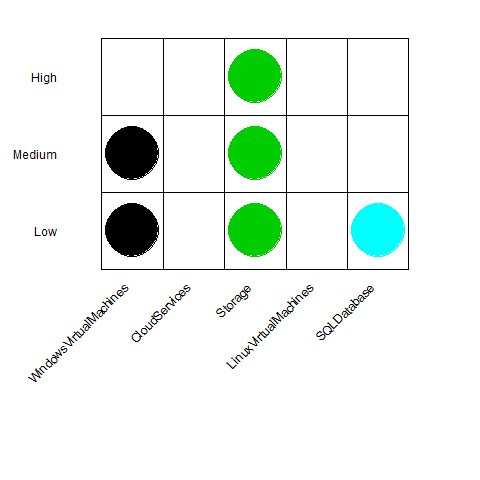 High
Medium
Low
WindowsVirtualMachines
CloudServices
Storage
LinuxVirtualMachines
SQLDatabase